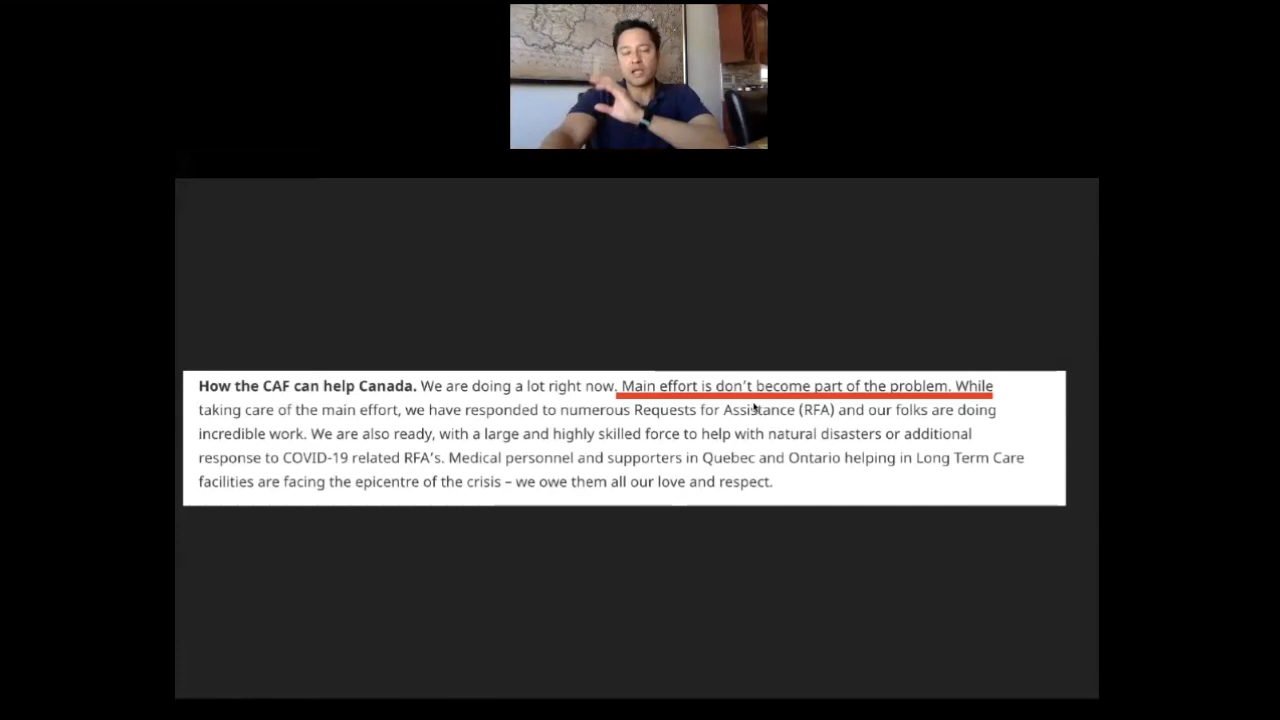 How the CAF can help Canada. We are doing a lot right now. Main effort is don't become part of the problem. While
taking care of the main effort, we have responded to numerous Requests for Assistance (RFA) and our folks are doing
incredible work. We are also ready, with a large and highly skilled force to help with natural disasters or additional
response to COVID-19 related RFA's. Medical personnel and supporters in Quebec and Ontario helping in Long Term Care
facilities are facing the epicentre of the crisis – we owe them all our love and respect.